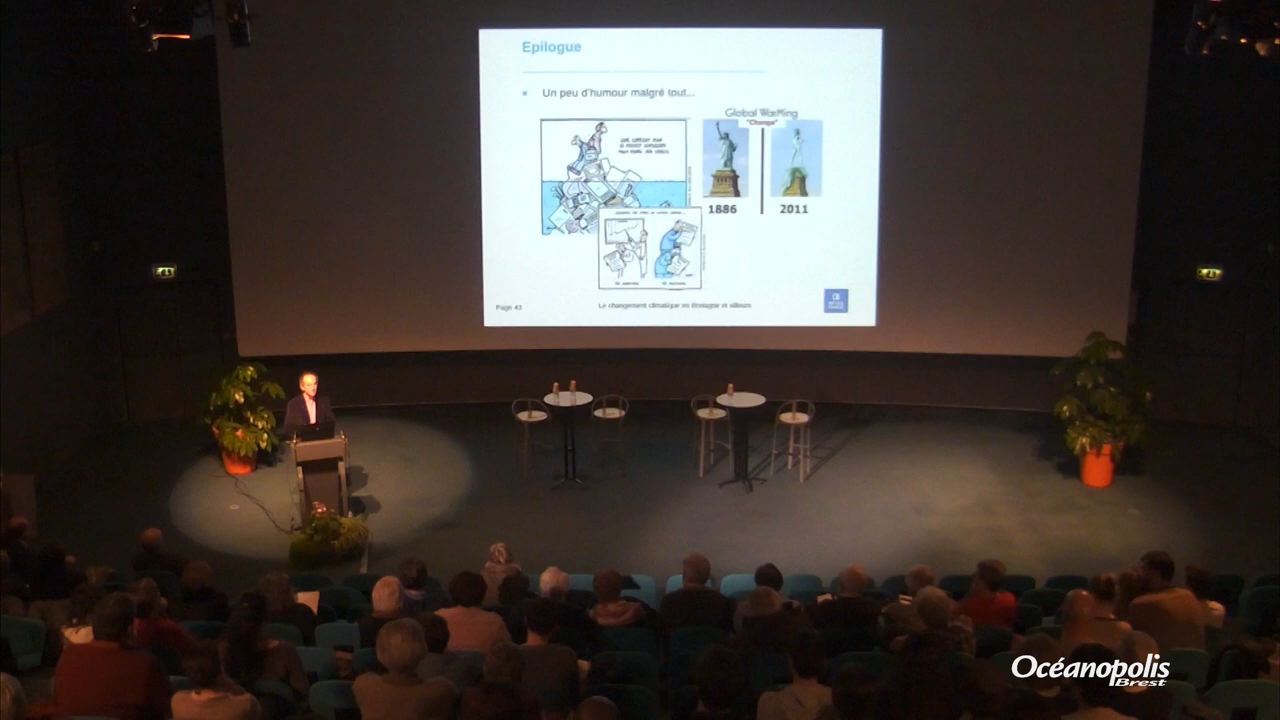 Epilogue
Un peu d'humour malgré tout...
Global Warming
"Change"
1886
2011
Page 43
Le changement climatique en Bretagne et ailleurs
Océanopolis
Brest